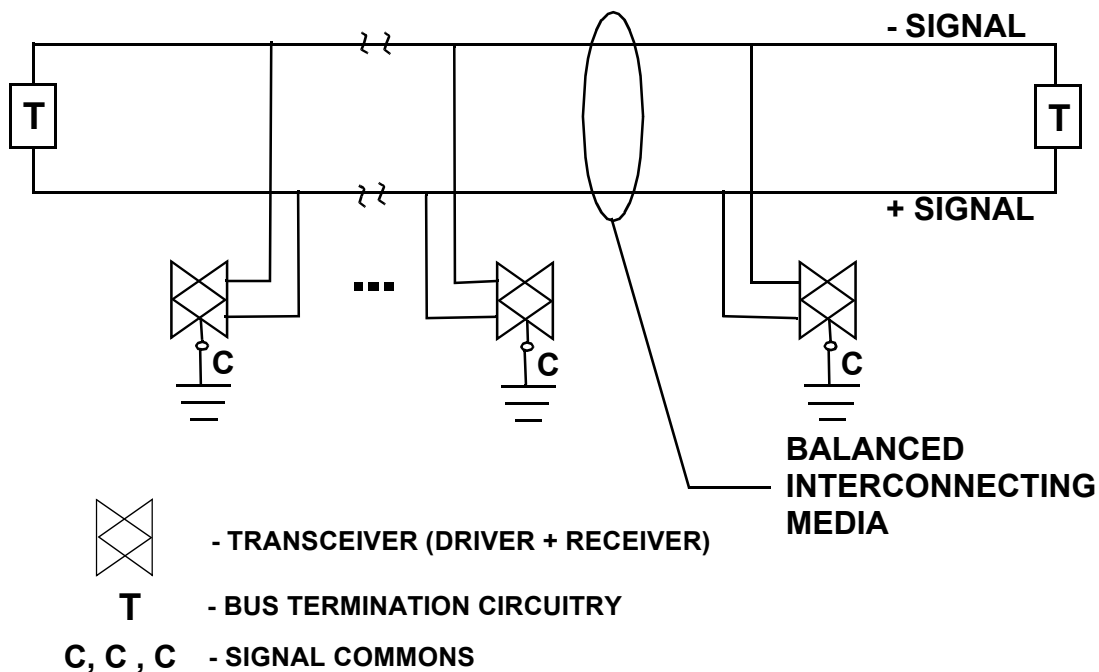 - SIGNAL
T
T
+ SIGNAL
C
C
C
BALANCED
INTERCONNECTING
MEDIA
- TRANSCEIVER (DRIVER + RECEIVER)
T - BUS TERMINATION CIRCUITRY
C, C , C - SIGNAL COMMONS